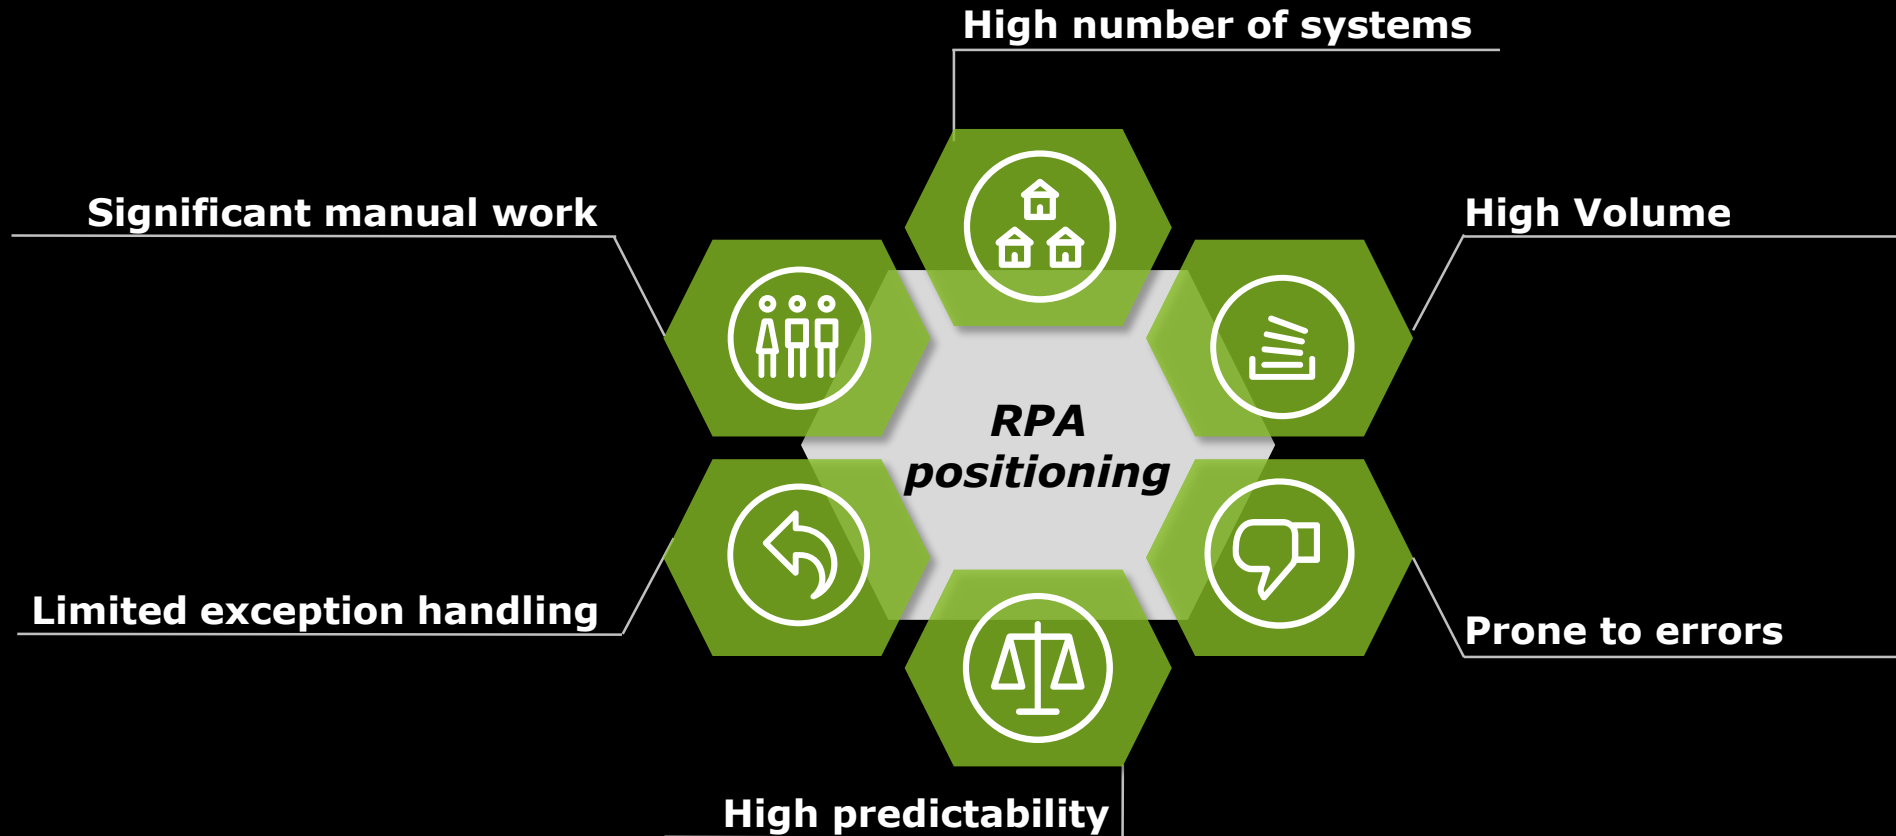 High number of systems
Significant manual work
High Volume
RPA
positioning
Limited exception handling
Prone to errors
High predictability